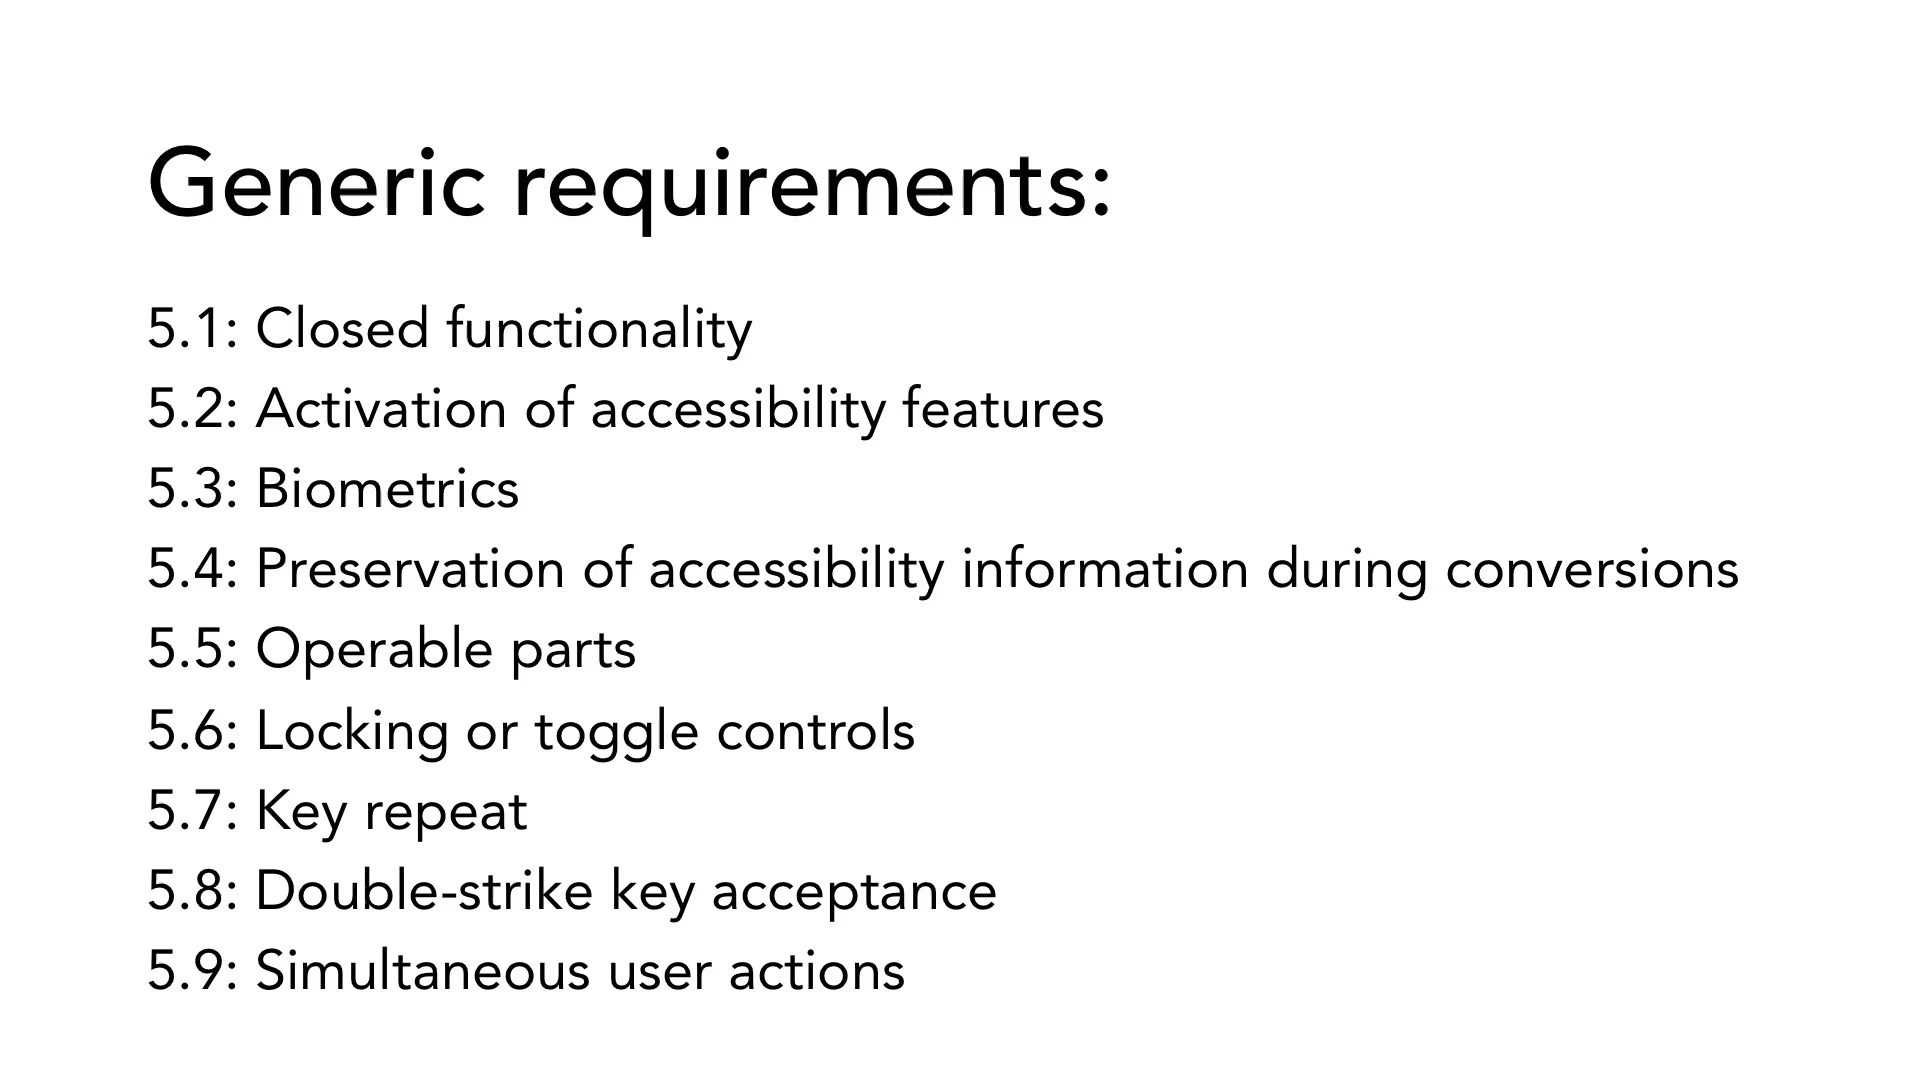 Generic requirements:
5.1: Closed functionality
5.2: Activation of accessibility features
5.3: Biometrics
5.4: Preservation of accessibility information during conversions
5.5: Operable parts
5.6: Locking or toggle controls
5.7: Key repeat
5.8: Double-strike key acceptance
5.9: Simultaneous user actions